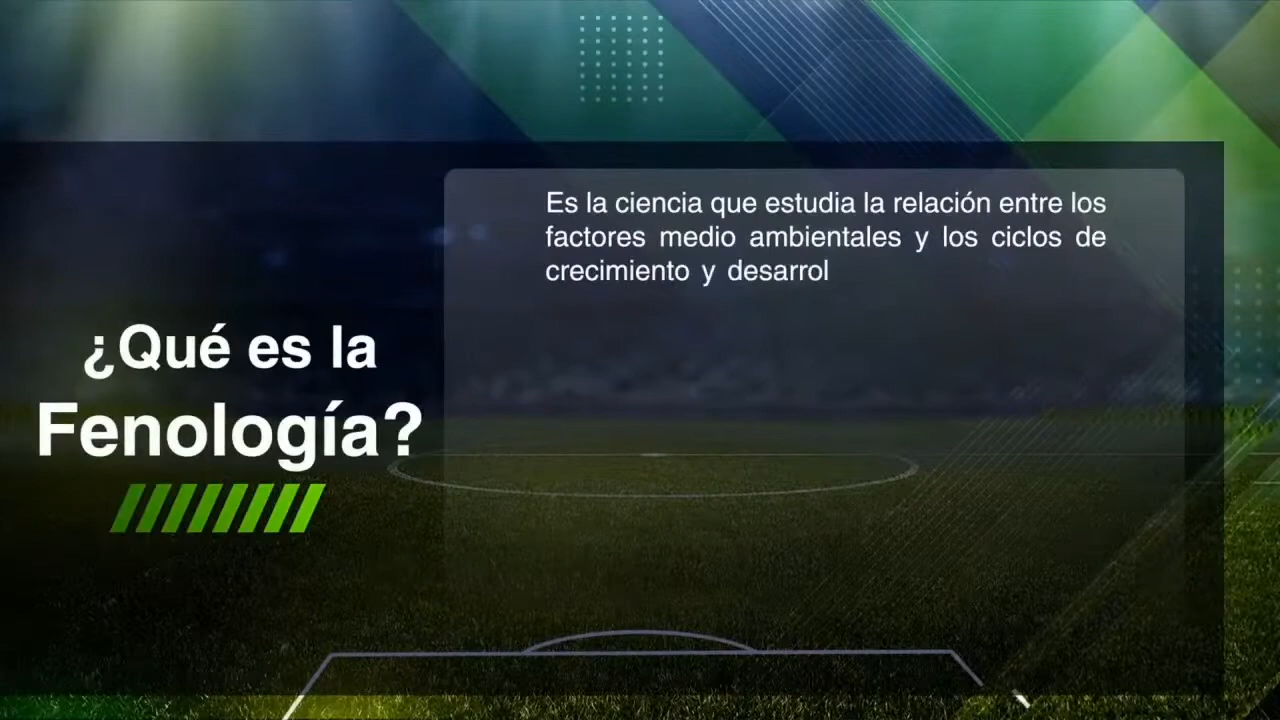 ¿Qué es la
Fenología?
Es la ciencia que estudia la relación entre los
factores medio ambientales y los ciclos de
crecimiento y desarrol